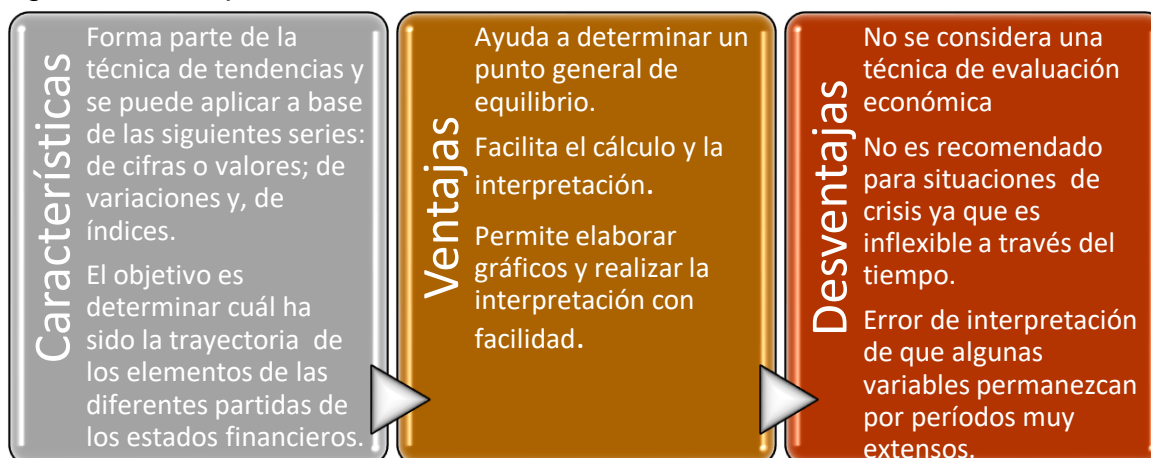 Características
Forma parte de la
técnica de tendencias y
se puede aplicar a base
de las siguientes series:
de cifras o valores; de
variaciones y, de
índices.
El objetivo es
determinar cuál ha
sido la trayectoria de
los elementos de las
diferentes partidas de
los estados financieros.
Ventajas
Ayuda a determinar un
punto general de
equilibrio.
Facilita el cálculo y la
interpretación.
Permite elaborar
gráficos y realizar la
interpretación con
facilidad.
Desventajas
No se considera una
técnica de evaluación
económica
No es recomendado
para situaciones de
crisis ya que es
inflexible a través del
tiempo.
Error de interpretación
de que algunas
variables permanezcan
por períodos muy
extensos.